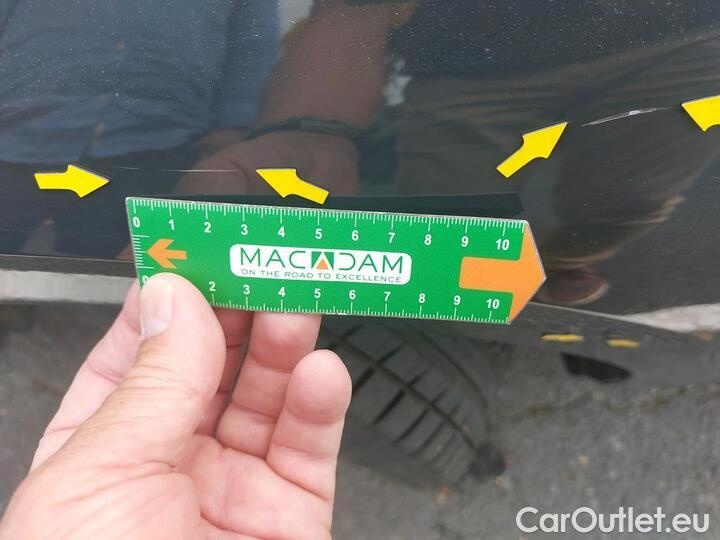 0 1 2 3 4 5 6 7 8 9 10
MACADAM
ON THE ROAD TO EXCELLENCE
0 2 3 4 5 6 7 8 9 10
CarOutlet.eu